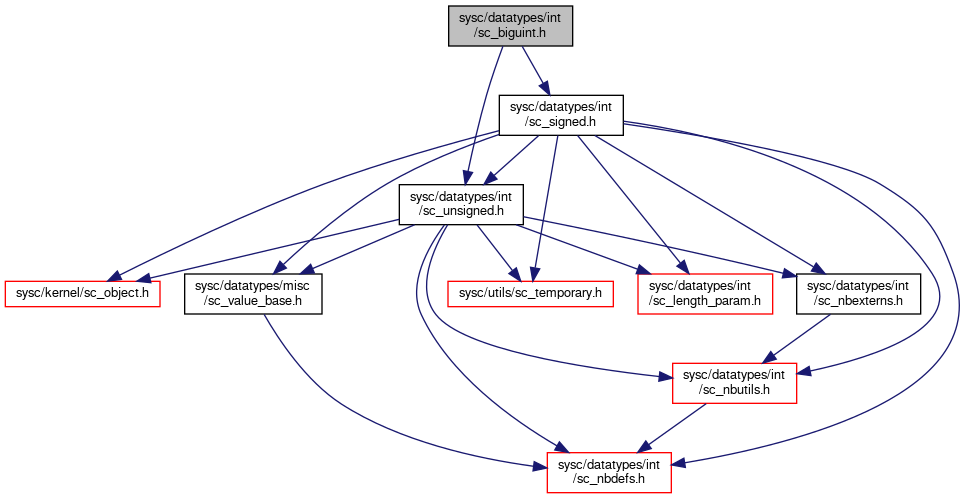 sysc/datatypes/int
/sc_biguint.h
sysc/datatypes/int
/sc_signed.h
sysc/datatypes/int
/sc_unsigned.h
sysc/kernel/sc_object.h
sysc/datatypes/misc
/sc_value_base.h
sysc/utils/sc_temporary.h
sysc/datatypes/int
/sc_length_param.h
sysc/datatypes/int
/sc_nbexterns.h
sysc/datatypes/int
/sc_nbutils.h
sysc/datatypes/int
/sc_nbdefs.h